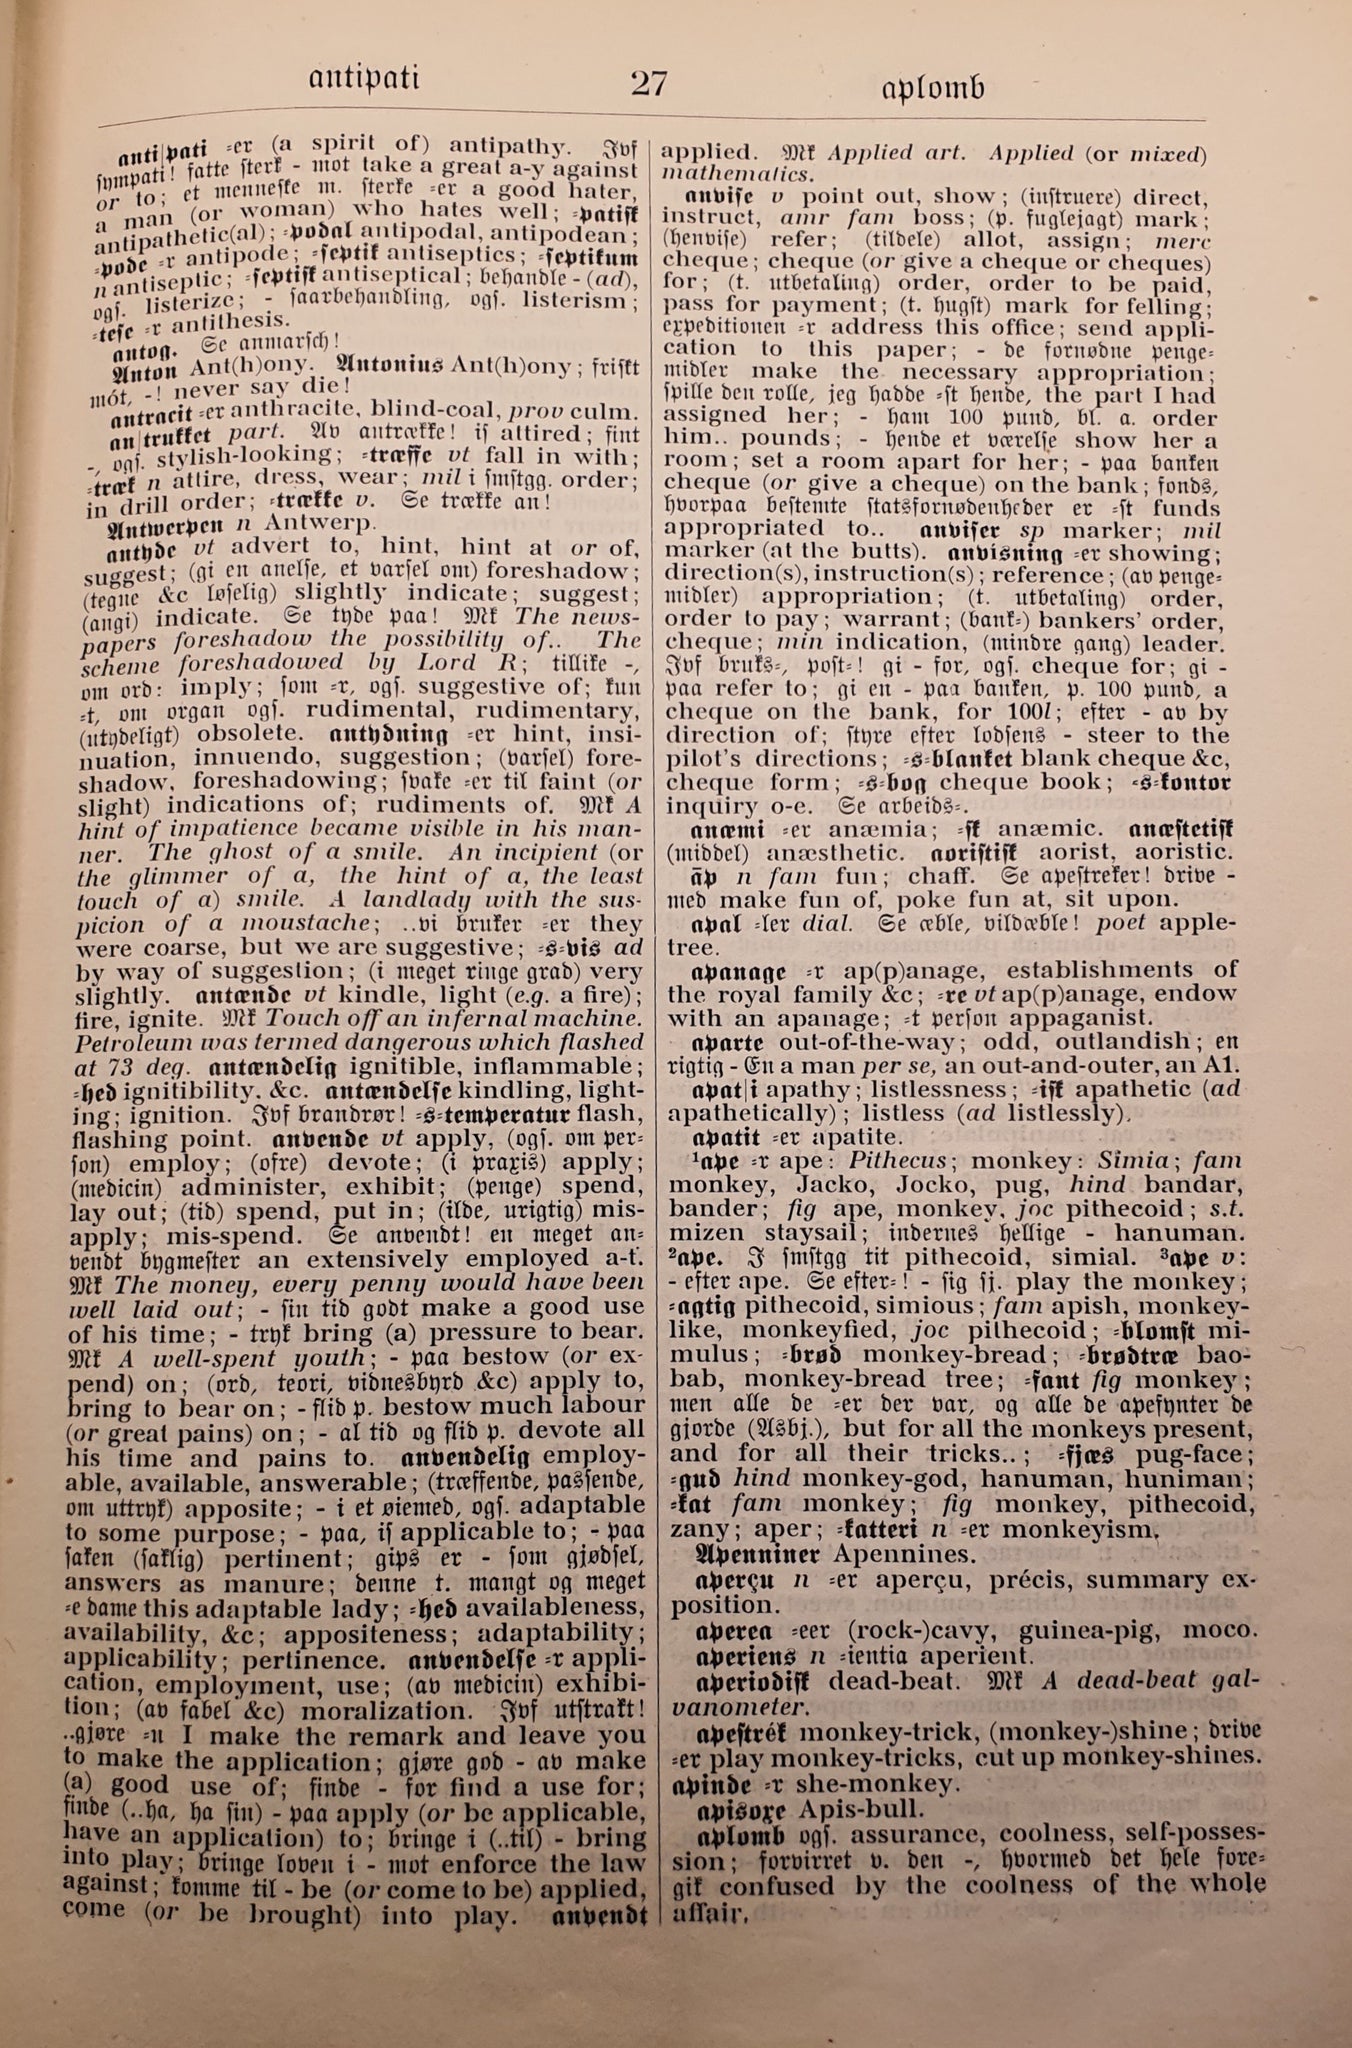 antipati
27
aplomb
anti|pati ⸗er (a spirit of) antipathy. Jvf
sympati! fatte sterk - mot take a great a-y against
or to; et menneske m. sterke ⸗er a good hater,
a man (or woman) who hates well; ⸗patisk
antipathetic(al); ⸗podal antipodal, antipodean;
⸗pode ⸗r antipode; ⸗septik antiseptics; ⸗septikum
n antiseptic; ⸗septisk antiseptical; behandle - (ad),
ogs. listerize; - saarbehandling, ogs. listerism;
⸗tese ⸗r antithesis.
antog. Se anmarsch!
Anton Ant(h)ony. Antonius Ant(h)ony; friskt
mót, -! never say die!
antracit ⸗er anthracite, blind-coal, prov culm.
an|trukket part. Av antrække! is attired; fint
-, ogs. stylish-looking; ⸗træffe vt fall in with;
⸗træk n attire, dress, wear; mil i smstgg. order;
in drill order; ⸗trække v. Se trække an!
Antwerpen n Antwerp.
antyde vt advert to, hint, hint at or of,
suggest; (gi en anelse, et varsel om) foreshadow;
(tegne &c løselig) slightly indicate; suggest;
(angi) indicate. Se tyde paa! Mk The news-
papers foreshadow the possibility of.. The
scheme foreshadowed by Lord R; tillike -,
om ord: imply; som ⸗r, ogs. suggestive of; kun
⸗t, om organ ogs. rudimental, rudimentary,
(utydeligt) obsolete. antydning ⸗er hint, insi-
nuation, innuendo, suggestion; (varsel) fore-
shadow, foreshadowing; svake ⸗er til faint (or
slight) indications of; rudiments of. Mk A
hint of impatience became visible in his man-
ner. The ghost of a smile. An incipient (or
the glimmer of a, the hint of a, the least
touch of a) smile. A landlady with the sus-
picion of a moustache; ..vi bruker ⸗er they
were coarse, but we are suggestive; ⸗s⸗vis ad
by way of suggestion; (i meget ringe grad) very
slightly. antænde vt kindle, light (e.g. a fire);
fire, ignite. Mk Touch off an infernal machine.
Petroleum was termed dangerous which flashed
at 73 deg. antændelig ignitible, inflammable;
⸗hed ignitibility, &c. antændelse kindling, light-
ing; ignition. Jvf brandrør! ⸗s⸗temperatur flash,
flashing point. anvende vt apply, (ogs. om per⸗
son) employ; (ofre) devote; (i praxis) apply;
(medicin) administer, exhibit; (penge) spend,
lay out; (tid) spend, put in; (ilde, urigtig) mis-
apply; mis-spend. Se anvendt! en meget an⸗
vendt bygmester an extensively employed a-t.
Mk The money, every penny would have been
well laid out; - sin tid godt make a good use
of his time; - tryk bring (a) pressure to bear.
Mk A well-spent youth; - paa bestow (or ex-
pend) on; (ord, teori, vidnesbyrd &c) apply to,
bring to bear on; - flid p. bestow much labour
(or great pains) on; - al tid og flid p. devote all
his time and pains to. anvendelig employ-
able, available, answerable; (træffende, passende,
om uttryk) apposite; - i et øiemed, ogs. adaptable
to some purpose; - paa, is applicable to; - paa
saken (saklig) pertinent; gips er - som gjødsel,
answers as manure; denne t. mangt og meget
⸗e dame this adaptable lady; ⸗hed availableness,
availability, &c; appositeness; adaptability;
applicability; pertinence. anvendelse ⸗r appli-
cation, employment, use; (av medicin) exhibi-
tion; (av fabel &c) moralization. Jvf utstrakt!
..gjøre ⸗n I make the remark and leave you
to make the application; gjøre god - av make
(a) good use of; finde - for find a use for;
finde (..ha, ha sin) - paa apply (or be applicable,
have an application) to; bringe i (..til) - bring
into play; bringe loven i - mot enforce the law
against; komme til - be (or come to be) applied,
come (or be brought) into play. anvendt
applied. Mk Applied art. Applied (or mixed)
mathematics.
anvise v point out, show; (instruere) direct,
instruct, amr fam boss; (p. fuglejagt) mark;
(henvise) refer; (tildele) allot, assign; merc
cheque; cheque (or give a cheque or cheques)
for; (t. utbetaling) order, order to be paid,
pass for payment; (t. hugst) mark for felling;
expeditionen ⸗r address this office; send appli-
cation to this paper; - de fornødne penge⸗
midler make the necessary appropriation;
spille den rolle, jeg hadde ⸗st hende, the part I had
assigned her; - ham 100 pund, bl. a. order
him.. pounds; - hende et værelse show her a
room; set a room apart for her; - paa banken
cheque (or give a cheque) on the bank; fonds,
hvorpaa bestemte statsfornødenheder er ⸗st funds
appropriated to.. anviser sp marker; mil
marker (at the butts). anvisning ⸗er showing;
direction(s), instruction(s); reference; (av penge⸗
midler) appropriation; (t. utbetaling) order,
order to pay; warrant; (bank⸗) bankers' order,
cheque; min indication, (mindre gang) leader.
Jvf bruks⸗, post⸗! gi - for, ogs. cheque for; gi -
paa refer to; gi en - paa banken, p. 100 pund, a
cheque on the bank, for 100l; efter - av by
direction of; styre efter lodsens - steer to the
pilot's directions; ⸗s⸗blanket blank cheque &c,
cheque form; ⸗s⸗bog cheque book; ⸗s⸗kontor
inquiry o-e. Se arbeids⸗.
anæmi ⸗er anæmia; ⸗sk anæmic. anæstetisk
(middel) anæsthetic. aoristisk aorist, aoristic.
āp n fam fun; chaff. Se apestreker! drive -
med make fun of, poke fun at, sit upon.
apal ⸗ler dial. Se æble, vildæble! poet apple-
tree.
apanage ⸗r ap(p)anage, establishments of
the royal family &c; ⸗re vt ap(p)anage, endow
with an apanage; ⸗t person appaganist.
aparte out-of-the-way; odd, outlandish; en
rigtig - En a man per se, an out-and-outer, an A1.
apat|i apathy; listlessness; ⸗isk apathetic (ad
apathetically); listless (ad listlessly).
apatit ⸗er apatite.
¹ape ⸗r ape: Pithecus; monkey: Simia; fam
monkey, Jacko, Jocko, pug, hind bandar,
bander; fig ape, monkey, joc pithecoid; s.t.
mizen staysail; indernes hellige - hanuman.
²ape. I smstgg tit pithecoid, simial. ³ape v:
- efter ape. Se efter⸗! - sig sj. play the monkey;
⸗agtig pithecoid, simious; fam apish, monkey-
like, monkeyfied, joc pithecoid; ⸗blomst mi-
mulus; ⸗brød monkey-bread; ⸗brødtræ bao-
bab, monkey-bread tree; ⸗fant fig monkey;
men alle de ⸗er der var, og alle de apefynter de
gjorde (Asbj.), but for all the monkeys present,
and for all their tricks..; ⸗fjæs pug-face;
⸗gud hind monkey-god, hanuman, huniman;
⸗kat fam monkey; fig monkey, pithecoid,
zany; aper; ⸗katteri n ⸗er monkeyism.
Apenniner Apennines.
aperçu n ⸗er aperçu, précis, summary ex-
position.
aperea ⸗eer (rock-)cavy, guinea-pig, moco.
aperiens n ⸗ientia aperient.
aperiodisk dead-beat. Mk A dead-beat gal-
vanometer.
apestrék monkey-trick, (monkey-)shine; drive
⸗er play monkey-tricks, cut up monkey-shines.
apinde ⸗r she-monkey.
apisoxe Apis-bull.
aplomb ogs. assurance, coolness, self-posses-
sion; forvirret v. den -, hvormed det hele fore⸗
gik confused by the coolness of the whole
affair.